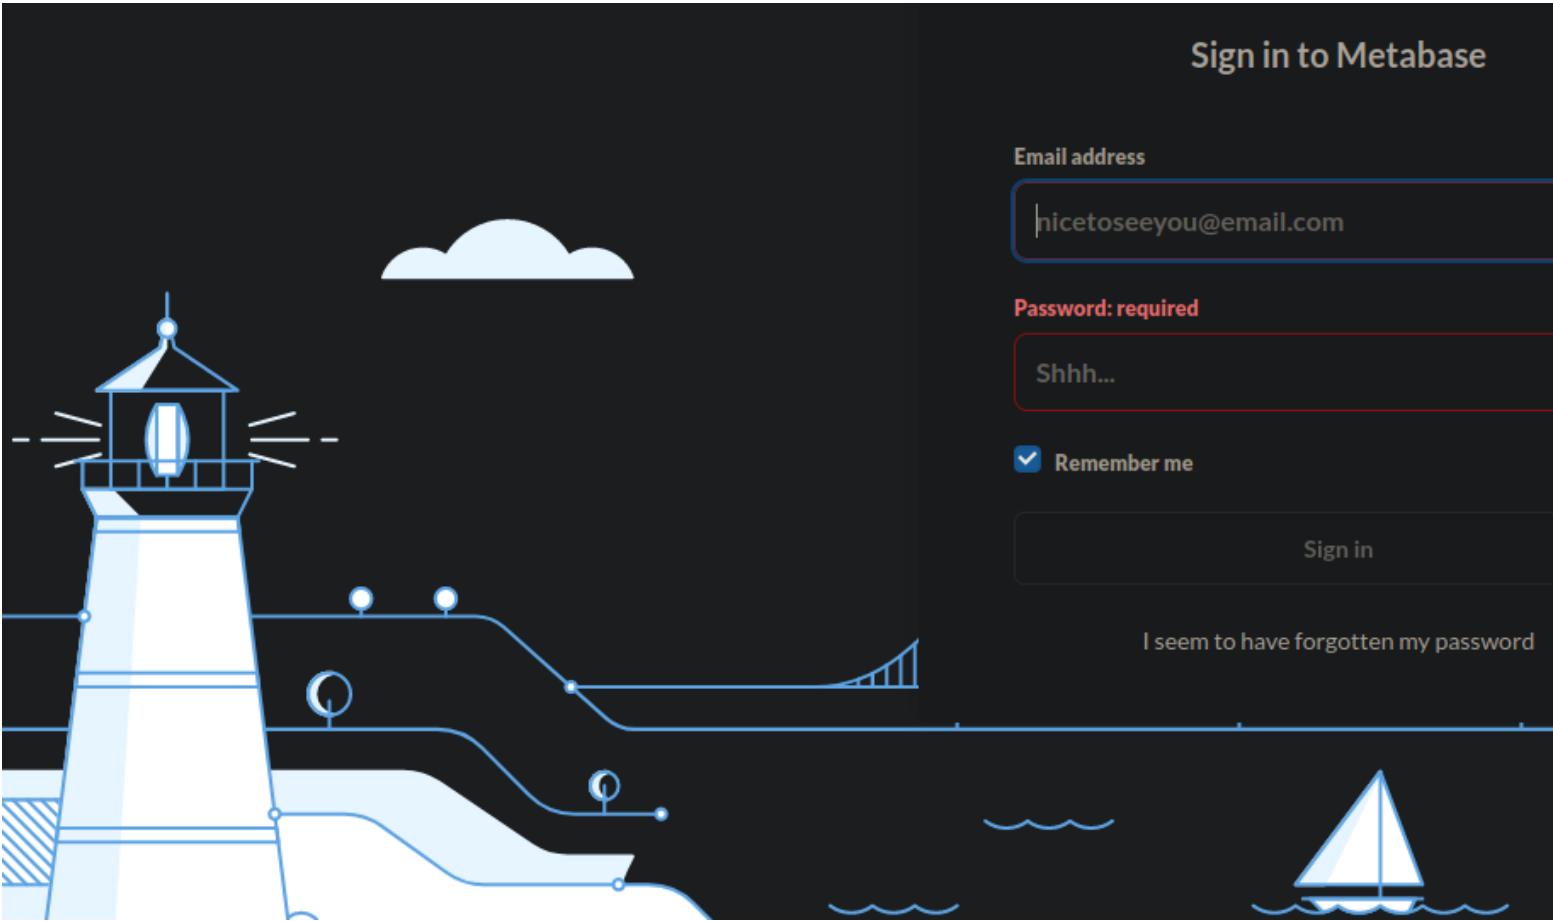 Sign in to Metabase
Email address
nicetoseeyou@email.com
Password: required
Shhh...
Remember me
Sign in
I seem to have forgotten my password